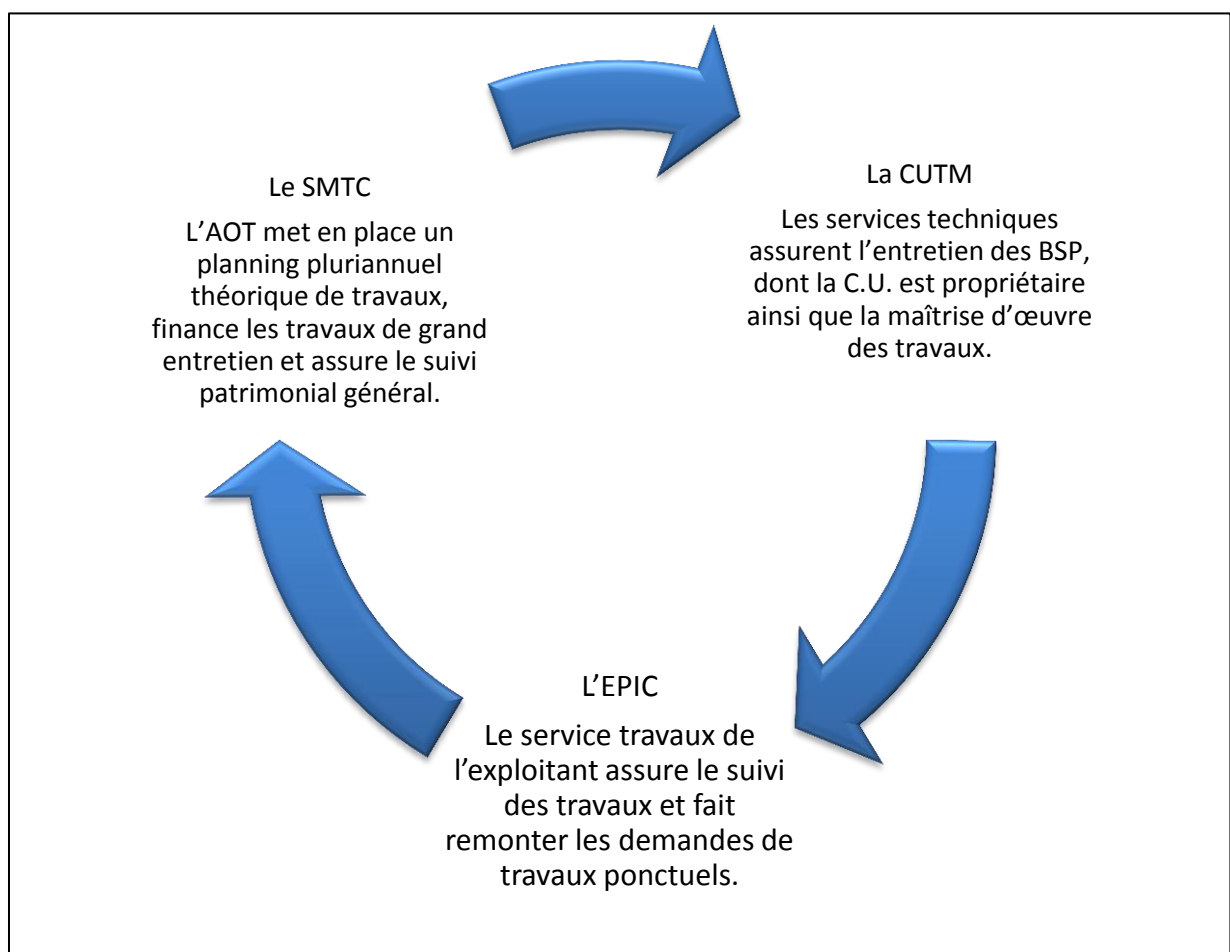 Le SMTC
L’AOT met en place un
planning pluriannuel
théorique de travaux,
finance les travaux de grand
entretien et assure le suivi
patrimonial général.
La CUTM
Les services techniques
assurent l’entretien des BSP,
dont la C.U. est propriétaire
ainsi que la maîtrise d’œuvre
des travaux.
L’EPIC
Le service travaux de
l’exploitant assure le suivi
des travaux et fait
remonter les demandes de
travaux ponctuels.